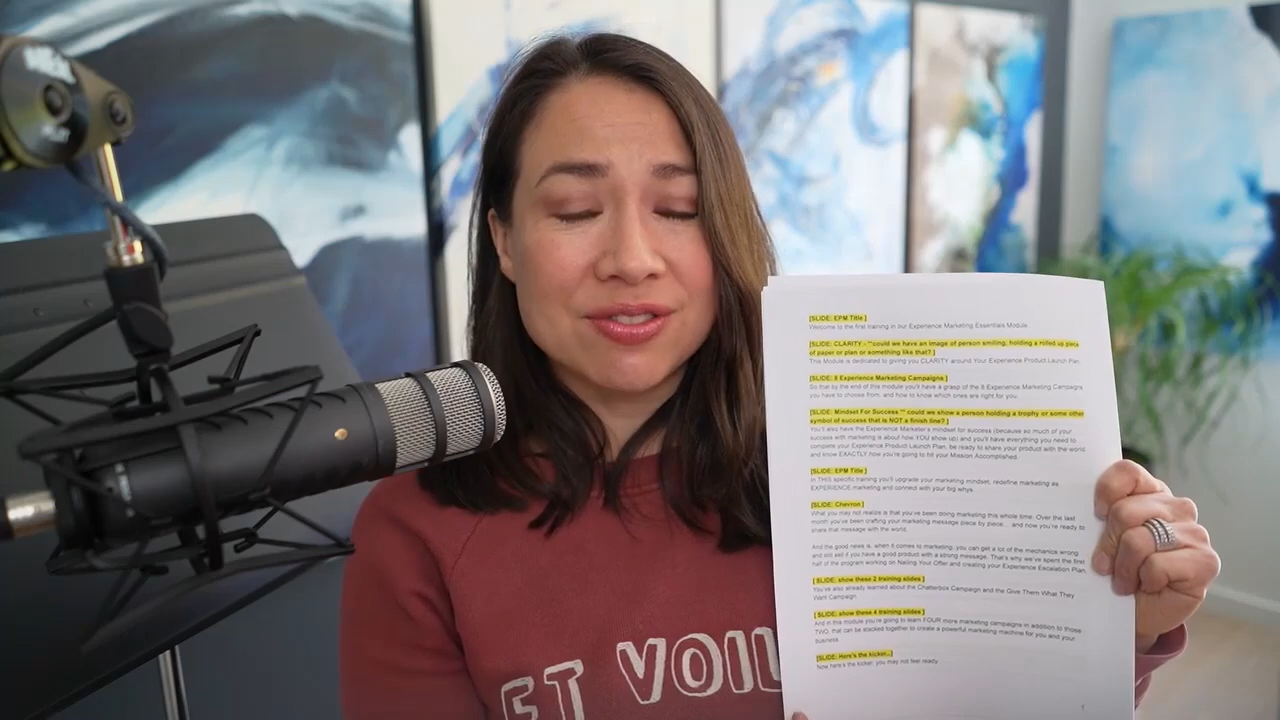 [SLIDE: EPM Title ]
Welcome to the first training in our Experience Marketing Essentials Module.
[SLIDE: CLARITY - **could we have an image of person smiling, holding a rolled up piece
of paper or plan or something like that? ]
This Module is dedicated to giving you CLARITY around Your Experience Product Launch Plan.
[SLIDE: 8 Experience Marketing Campaigns ]
So that by the end of this module you'll have a grasp of the 8 Experience Marketing Campaigns
you have to choose from, and how to know which ones are right for you.
[SLIDE: Mindset For Success ** could we show a person holding a trophy or some other
symbol of success that is NOT a finish line? ]
You'll also have the Experience Marketer's mindset for success (because so much of your
success with marketing is about how YOU show up) and you'll have everything you need to
complete your Experience Product Launch Plan, be ready to share your product with the world
and know EXACTLY how you're going to hit your Mission Accomplished.
[SLIDE: EPM Title ]
In THIS specific training you'll upgrade your marketing mindset, redefine marketing as
EXPERIENCE marketing and connect with your big whys.
[SLIDE: Chevron ]
What you may not realize is that you've been doing marketing this whole time. Over the last
month you've been crafting your marketing message piece by piece... and now you're ready to
share that message with the world.
And the good news is, when it comes to marketing, you can get a lot of the mechanics wrong
and still sell if you have a good product with a strong message. That's why we've spent the first
half of the program working on Nailing Your Offer and creating your Experience Escalation Plan.
[ SLIDE: show these 2 training slides ]
You've also already learned about the Chatterbox Campaign and the Give Them What They
Want Campaign.
[ SLIDE: show these 4 training slides ]
And in this module you're going to learn FOUR more marketing campaigns in addition to those
TWO, that can be stacked together to create a powerful marketing machine for you and your
business.
[SLIDE: Here's the kicker...]
Now here's the kicker, you may not feel ready.
ET VOIL